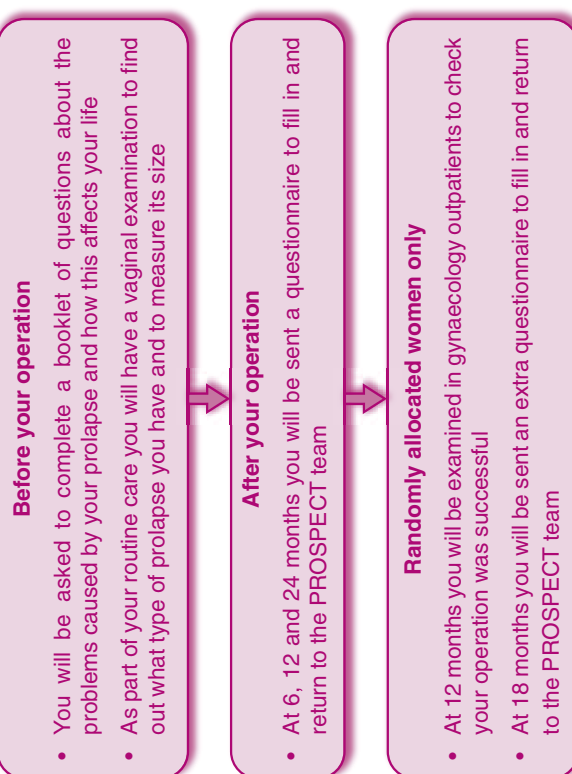 Before your operation
• You will be asked to complete a booklet of questions about the
problems caused by your prolapse and how this affects your life
• As part of your routine care you will have a vaginal examination to find
out what type of prolapse you have and to measure its size
After your operation
• At 6, 12 and 24 months you will be sent a questionnaire to fill in and
return to the PROSPECT team
Randomly allocated women only
• At 12 months you will be examined in gynaecology outpatients to check
your operation was successful
• At 18 months you will be sent an extra questionnaire to fill in and return
to the PROSPECT team